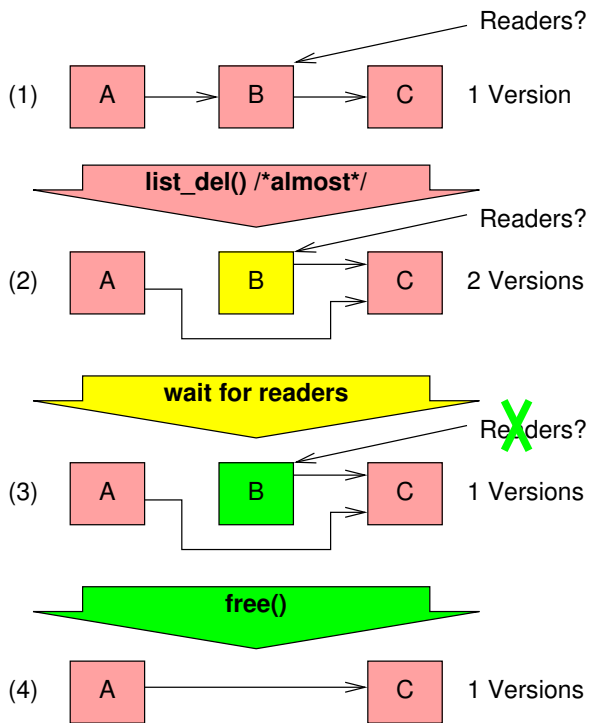 Readers?
(1) A B C 1 Version
list_del() /*almost*/
Readers?
(2) A B C 2 Versions
wait for readers
Readers?
(3) A B C 1 Versions
free()
(4) A C 1 Versions